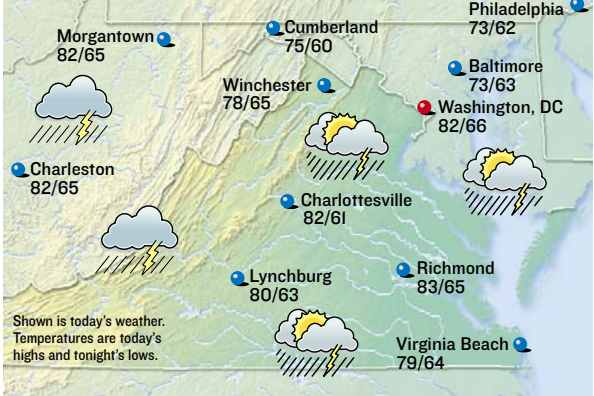 Philadelphia
73/62
Cumberland
75/60
Morgantown
82/65
Baltimore
73/63
Winchester
78/65
Washington, DC
82/66
Charleston
82/65
Charlottesville
82/61
Richmond
83/65
Lynchburg
80/63
Shown is today's weather.
Temperatures are today's
highs and tonight's lows.
Virginia Beach
79/64